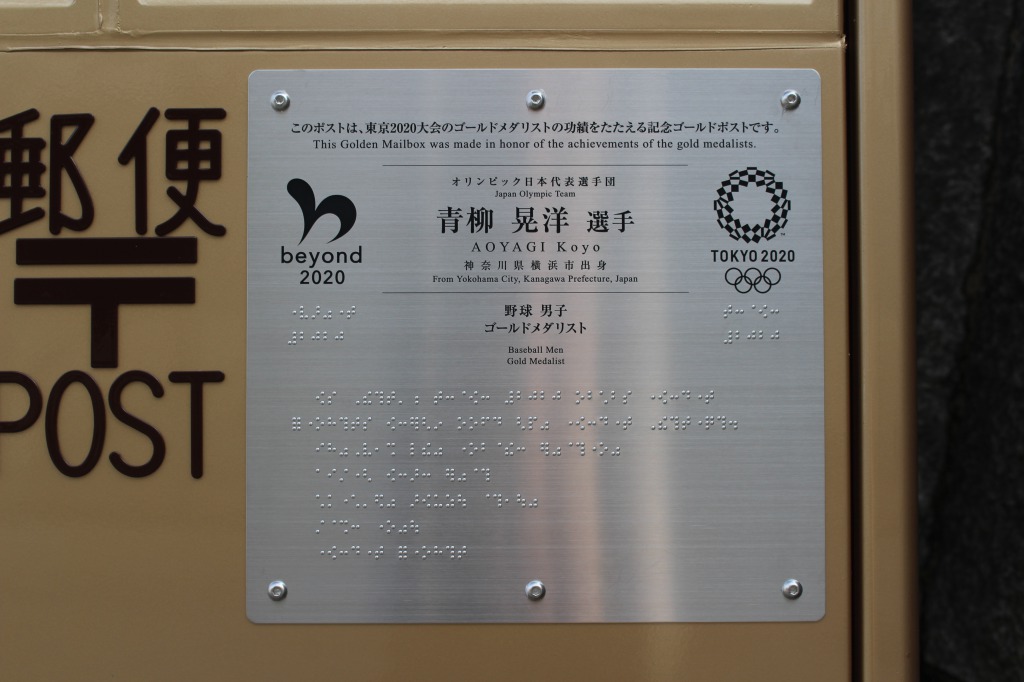 郵便
〒
POST
このポストは、東京2020大会のゴールドメダリストの功績をたたえる記念ゴールドポストです。
This Golden Mailbox was made in honor of the achievements of the gold medalists.
beyond
2020
オリンピック日本代表選手団
Japan Olympic Team
青柳 晃洋 選手
AOYAGI Koyo
神奈川県横浜市出身
From Yokohama City, Kanagawa Prefecture, Japan
TOKYO 2020
野球 男子
ゴールドメダリスト
Baseball Men
Gold Medalist